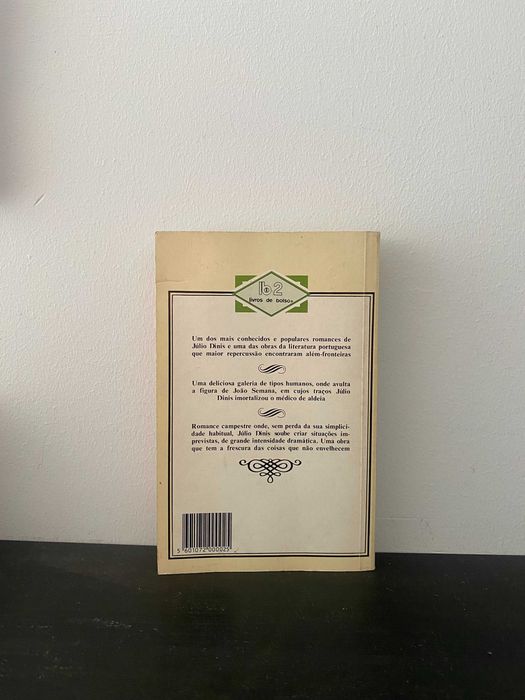 lb2
livros de bolso
Um dos mais conhecidos e populares romances de
Júlio Dinis e uma das obras da literatura portuguesa
que maior repercussão encontraram além-fronteiras
Uma deliciosa galeria de tipos humanos, onde avulta
a figura de João Semana, em cujos traços Júlio
Dinis imortalizou o médico de aldeia
Romance campestre onde, sem perda da sua simplici-
dade habitual, Júlio Dinis soube criar situações im-
previstas, de grande intensidade dramática. Uma obra
que tem a frescura das coisas que não envelhecem
5 601072 000025